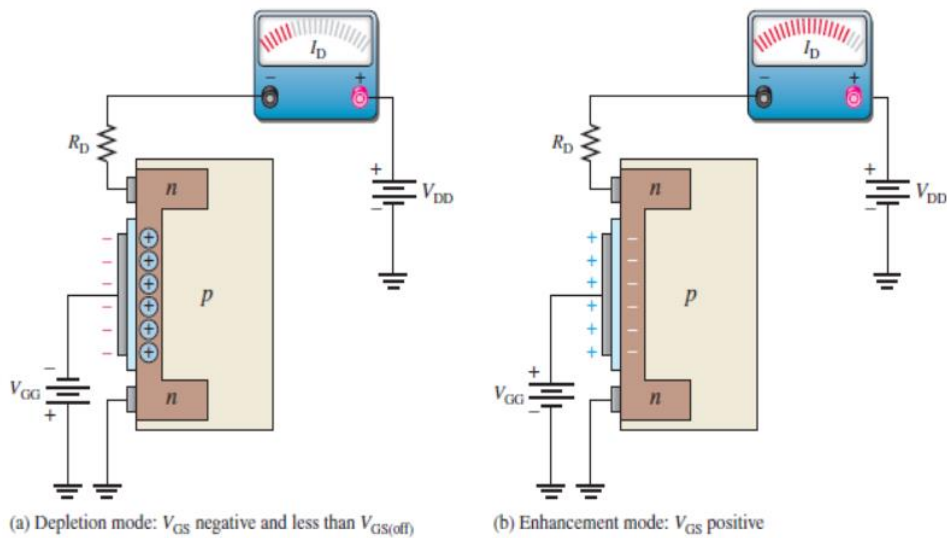 I_D
− +
R_D
n
+
−
V_DD
− − − − − −
+ + + + + +
p
−
V_GG
+
n
(a) Depletion mode: V_GS negative and less than V_GS(off)
I_D
− +
R_D
n
+
−
V_DD
+ + + + + +
− − − − − −
p
+
V_GG
−
n
(b) Enhancement mode: V_GS positive